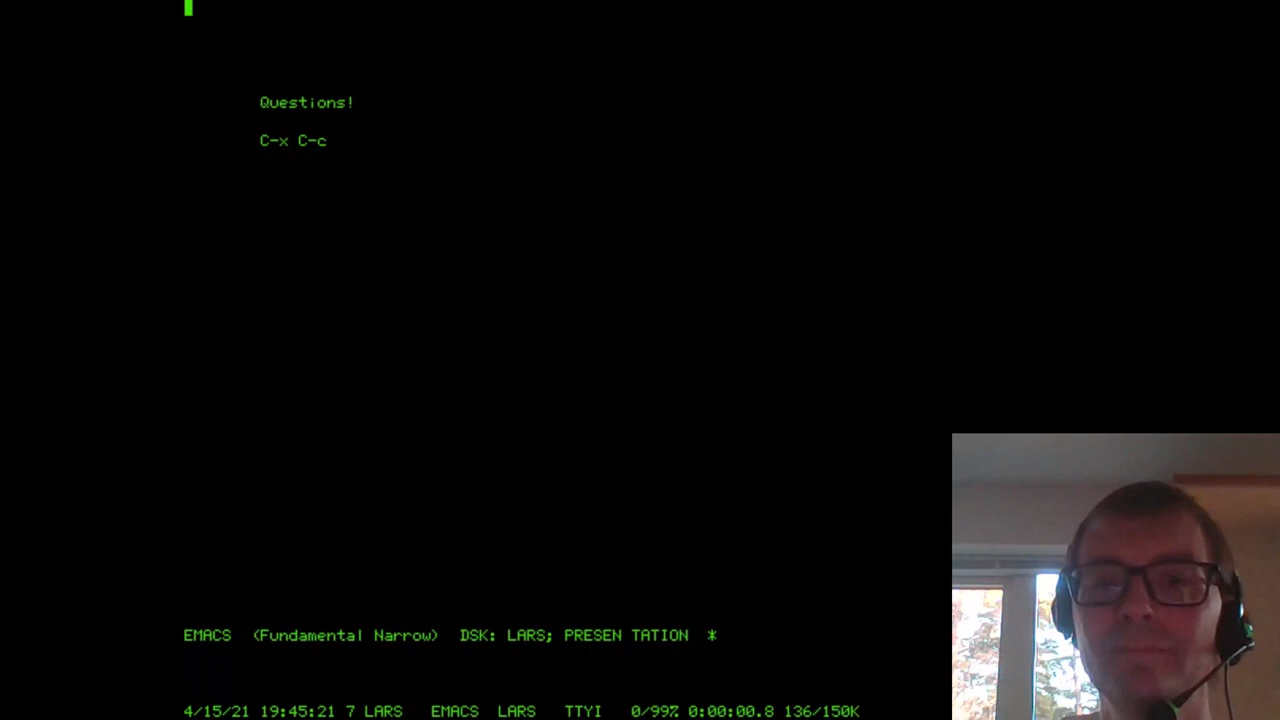 Questions!
C-x C-c
EMACS (Fundamental Narrow) DSK: LARS; PRESEN TATION *
4/15/21 19:45:21 7 LARS EMACS LARS TTYI 0/99% 0:00:00.8 136/150K